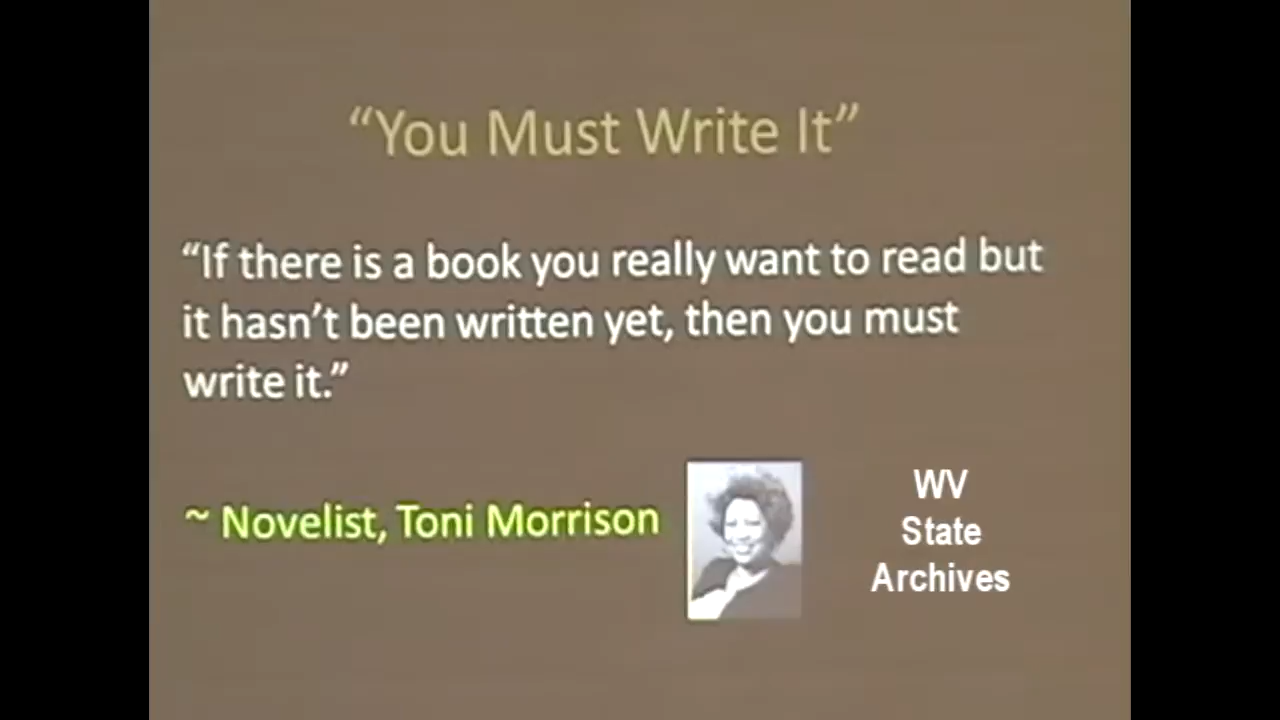 “You Must Write It”
“If there is a book you really want to read but
it hasn’t been written yet, then you must
write it.”
~ Novelist, Toni Morrison
WV
State
Archives